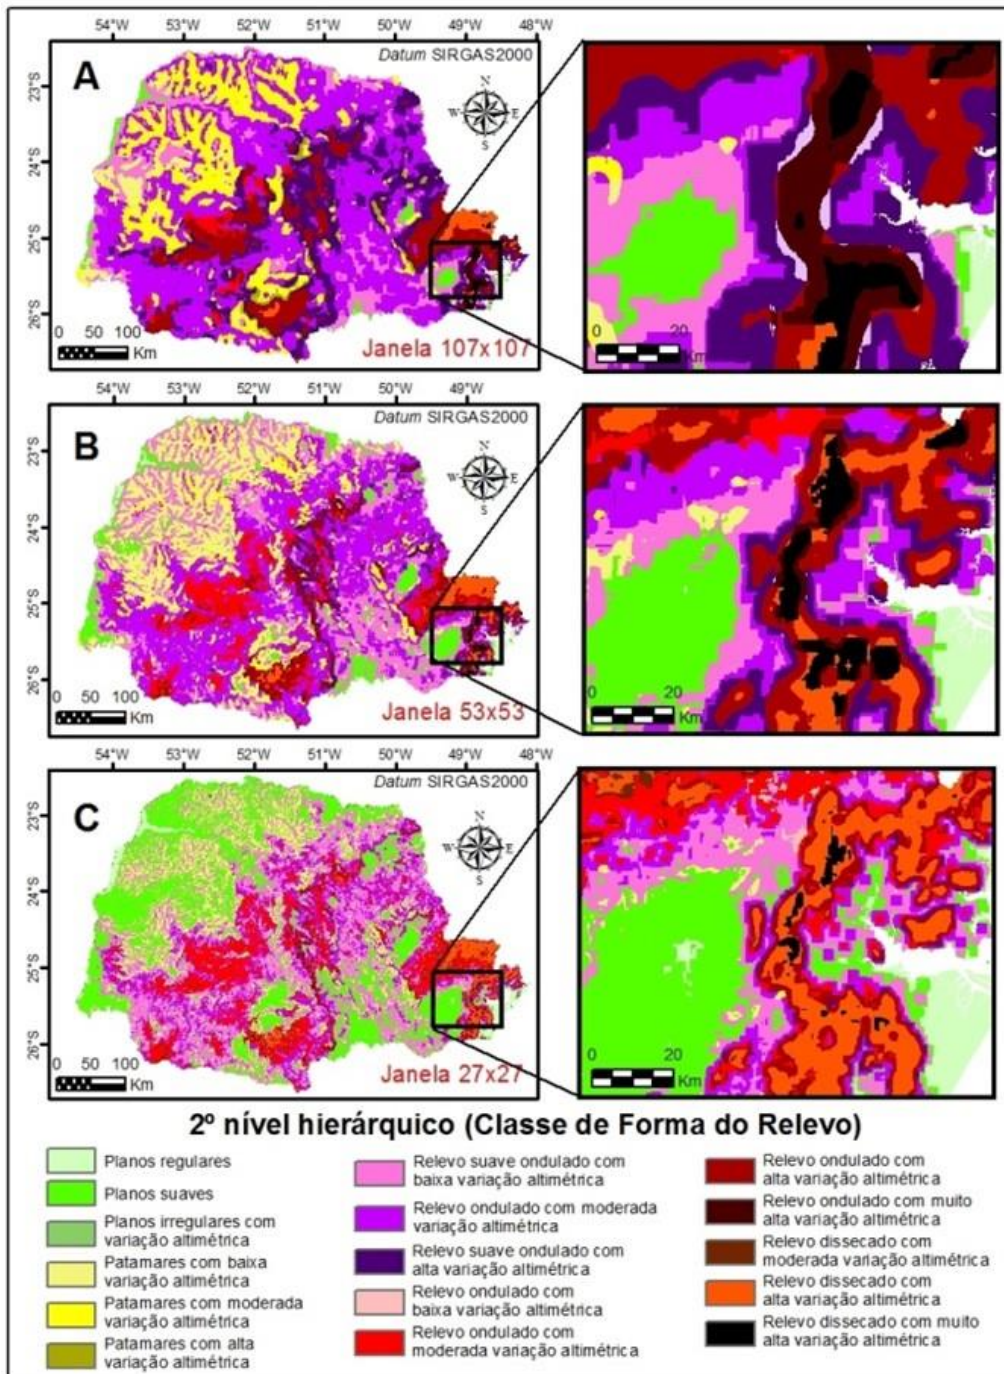 54°W 53°W 52°W 51°W 50°W 49°W 48°W
Datum SIRGAS2000
A
N
W E
S
23°S
24°S
25°S
26°S
0 50 100
Km
Janela 107x107
0 20
Km
54°W 53°W 52°W 51°W 50°W 49°W 48°W
Datum SIRGAS2000
B
N
W E
S
23°S
24°S
25°S
26°S
0 50 100
Km
Janela 53x53
0 20
Km
54°W 53°W 52°W 51°W 50°W 49°W 48°W
Datum SIRGAS2000
C
N
W E
S
23°S
24°S
25°S
26°S
0 50 100
Km
Janela 27x27
0 20
Km
2º nível hierárquico (Classe de Forma do Relevo)
Planos regulares
Planos suaves
Planos irregulares com
variação altimétrica
Patamares com baixa
variação altimétrica
Patamares com moderada
variação altimétrica
Patamares com alta
variação altimétrica
Relevo suave ondulado com
baixa variação altimétrica
Relevo ondulado com moderada
variação altimétrica
Relevo suave ondulado com
alta variação altimétrica
Relevo ondulado com
baixa variação altimétrica
Relevo ondulado com
moderada variação altimétrica
Relevo ondulado com
alta variação altimétrica
Relevo ondulado com muito
alta variação altimétrica
Relevo dissecado com
moderada variação altimétrica
Relevo dissecado com
alta variação altimétrica
Relevo dissecado com muito
alta variação altimétrica